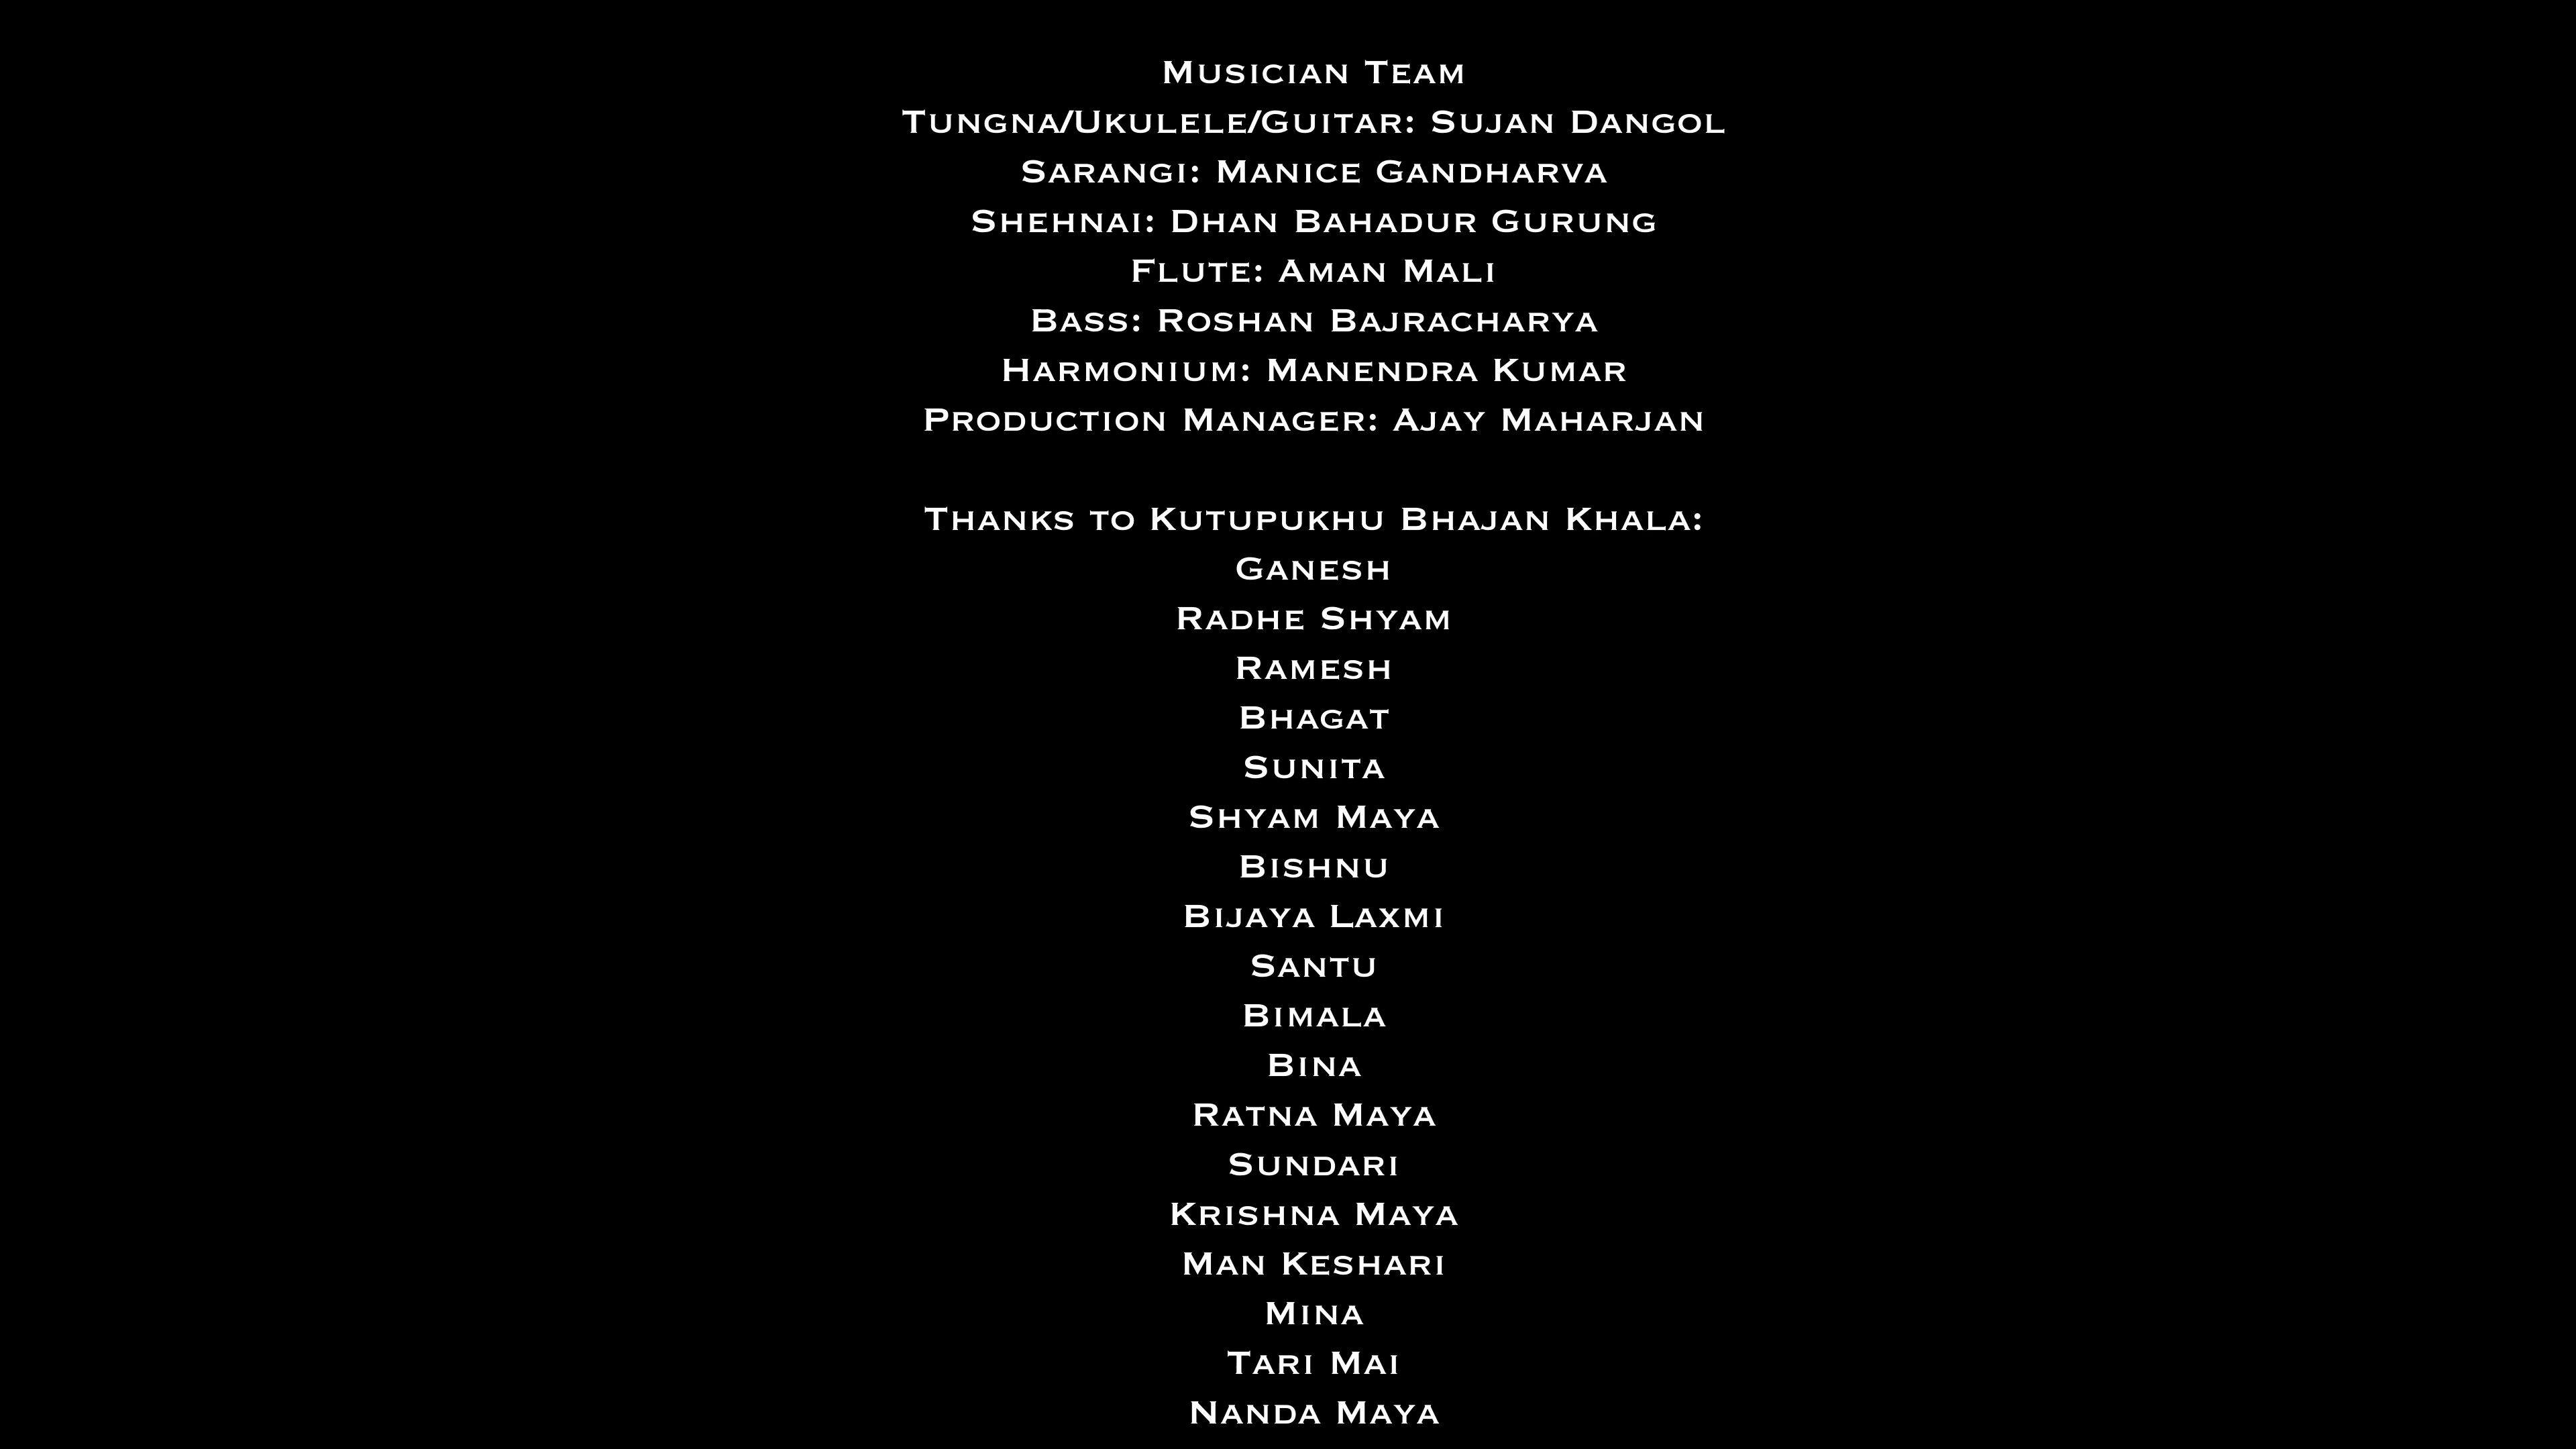 Musician Team
Tungna/Ukulele/Guitar: Sujan Dangol
Sarangi: Manice Gandharva
Shehnai: Dhan Bahadur Gurung
Flute: Aman Mali
Bass: Roshan Bajracharya
Harmonium: Manendra Kumar
Production Manager: Ajay Maharjan
Thanks to Kutupukhu Bhajan Khala:
Ganesh
Radhe Shyam
Ramesh
Bhagat
Sunita
Shyam Maya
Bishnu
Bijaya Laxmi
Santu
Bimala
Bina
Ratna Maya
Sundari
Krishna Maya
Man Keshari
Mina
Tari Mai
Nanda Maya